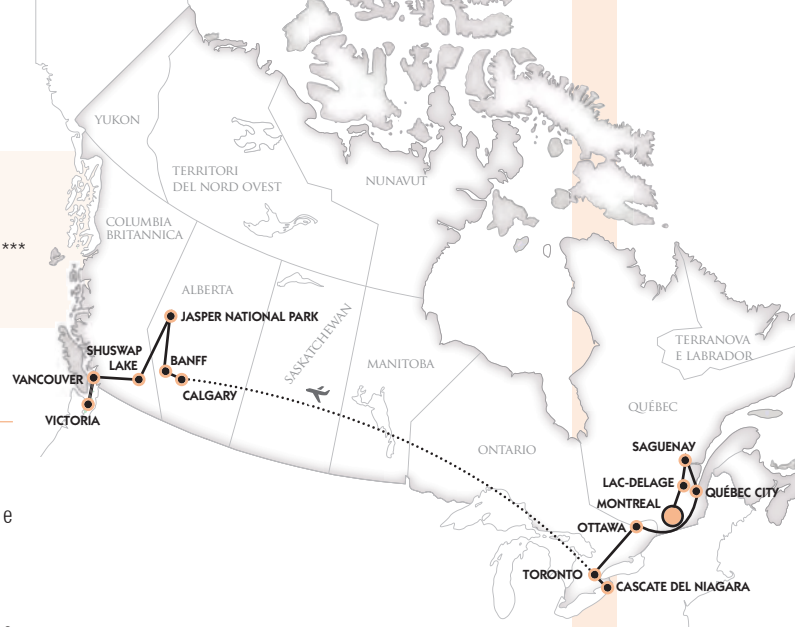 YUKON
TERRITORI
DEL NORD OVEST
NUNAVUT
COLUMBIA
BRITANNICA
***
ALBERTA
JASPER NATIONAL PARK
SASKATCHEWAN
TERRANOVA
E LABRADOR
SHUSWAP
LAKE
BANFF
MANITOBA
VANCOUVER
CALGARY
VICTORIA
QUÉBEC
ONTARIO
SAGUENAY
LAC-DELAGE
QUÉBEC CITY
MONTREAL
e
OTTAWA
TORONTO
CASCATE DEL NIAGARA